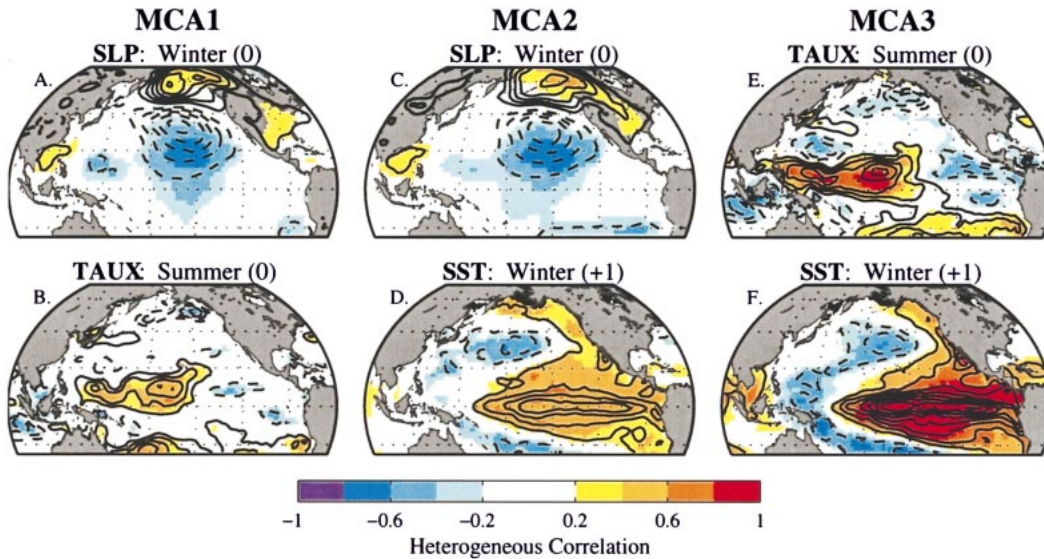 MCA1
MCA2
MCA3
SLP: Winter (0)
SLP: Winter (0)
TAUX: Summer (0)
A.
C.
E.
TAUX: Summer (0)
SST: Winter (+1)
SST: Winter (+1)
B.
D.
F.
−1 −0.6 −0.2 0.2 0.6 1
Heterogeneous Correlation